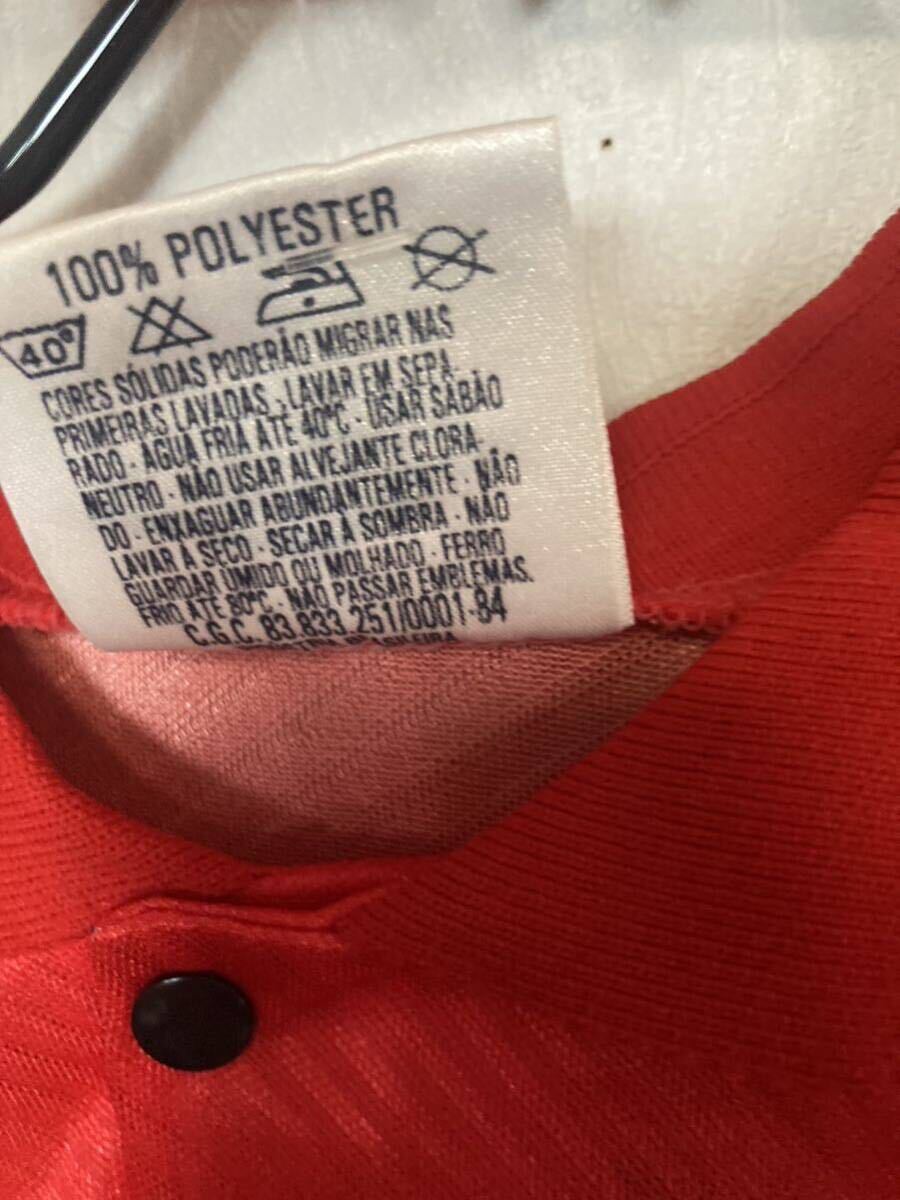 100% POLYESTER
40°
CORES SÓLIDAS PODERÃO MIGRAR NAS
PRIMEIRAS LAVADAS. LAVAR EM SEPA-
RADO - ÁGUA FRIA ATÉ 40°C - USAR SABÃO
NEUTRO - NÃO USAR ALVEJANTE CLORA-
DO - ENXAGUAR ABUNDANTEMENTE - NÃO
LAVAR À SECO - SECAR À SOMBRA - NÃO
GUARDAR ÚMIDO OU MOLHADO - FERRO
FRIO ATÉ 80°C - NÃO PASSAR EMBLEMAS.
C.G.C. 83.833.251/0001-84